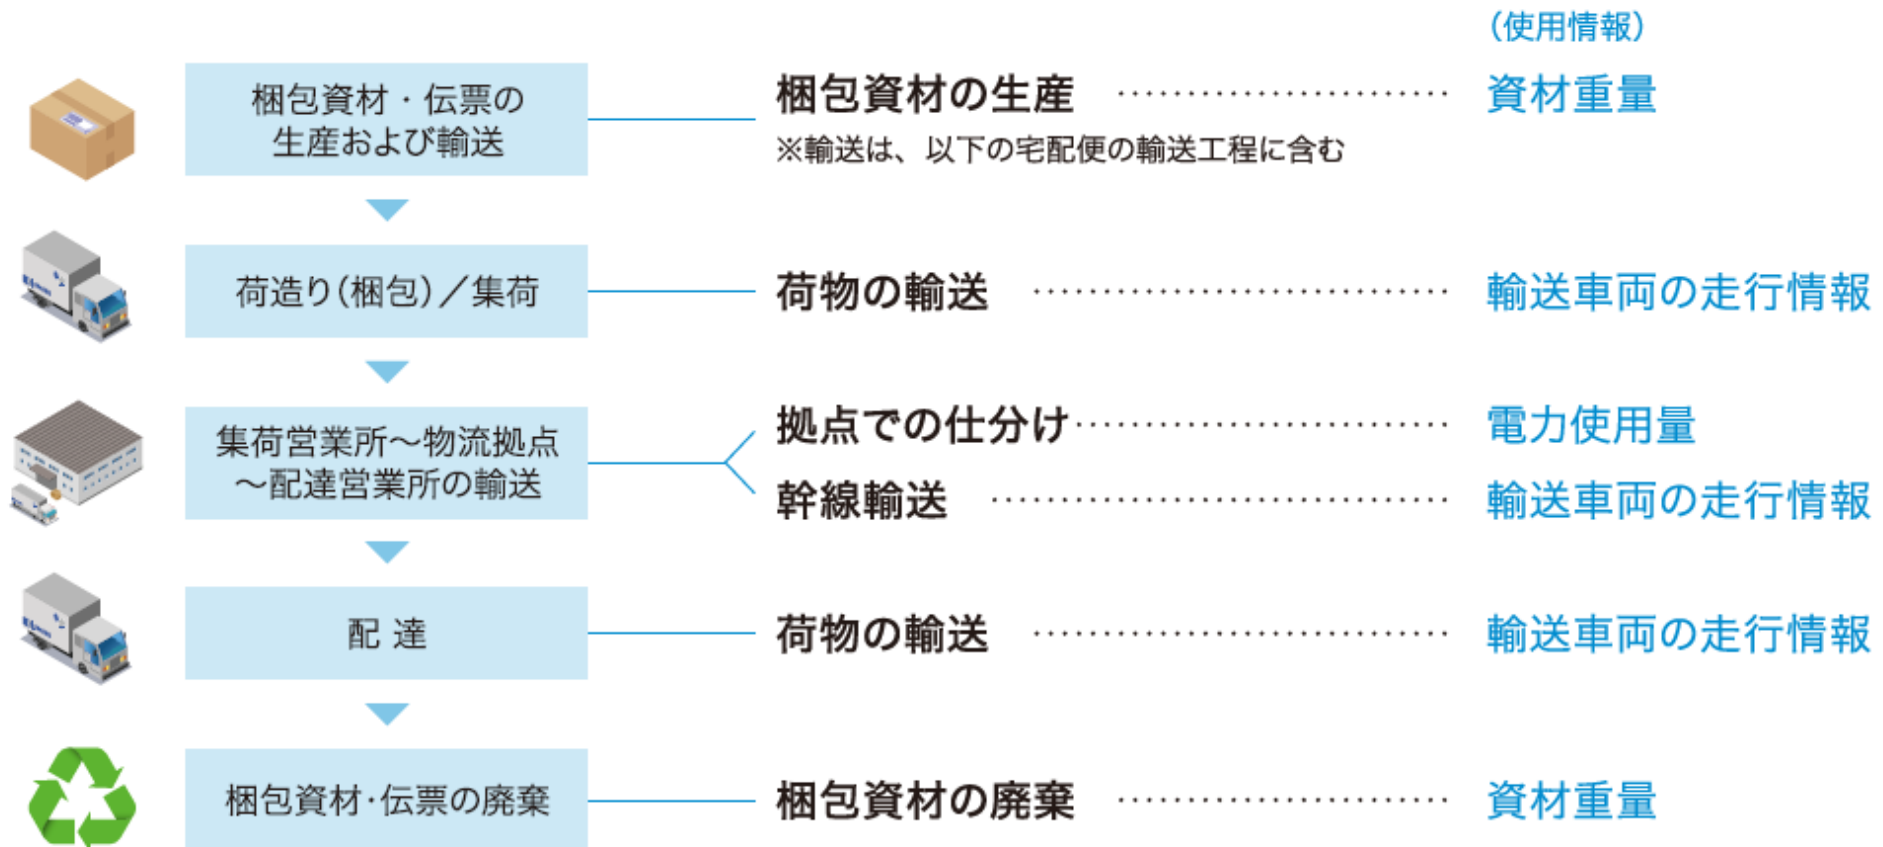 （使用情報）
梱包資材・伝票の
生産および輸送
梱包資材の生産 資材重量
※輸送は、以下の宅配便の輸送工程に含む
荷造り（梱包）／集荷
荷物の輸送 輸送車両の走行情報
集荷営業所～物流拠点
～配達営業所の輸送
拠点での仕分け 電力使用量
幹線輸送 輸送車両の走行情報
配 達
荷物の輸送 輸送車両の走行情報
梱包資材・伝票の廃棄
梱包資材の廃棄 資材重量